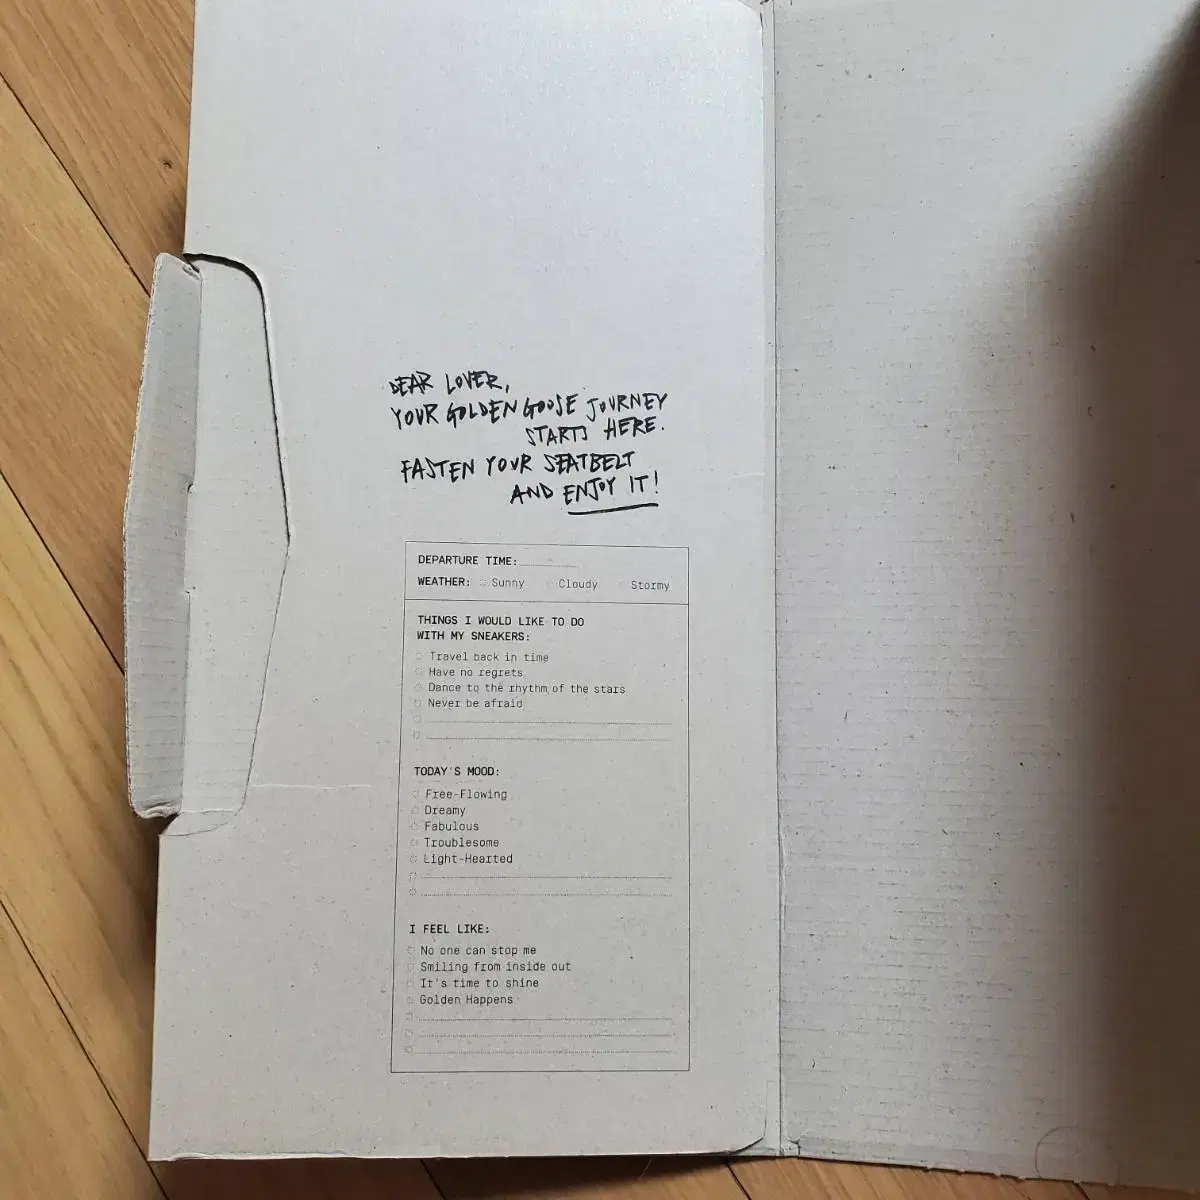 DEAR LOVER,
YOUR GOLDEN GOOSE JOURNEY
STARTS HERE.
FASTEN YOUR SEATBELT
AND ENJOY IT!
DEPARTURE TIME:
WEATHER: Sunny Cloudy Stormy
THINGS I WOULD LIKE TO DO
WITH MY SNEAKERS:
Travel back in time
Have no regrets
Dance to the rhythm of the stars
Never be afraid
TODAY'S MOOD:
Free-Flowing
Dreamy
Fabulous
Troublesome
Light-Hearted
I FEEL LIKE:
No one can stop me
Smiling from inside out
It's time to shine
Golden Happens